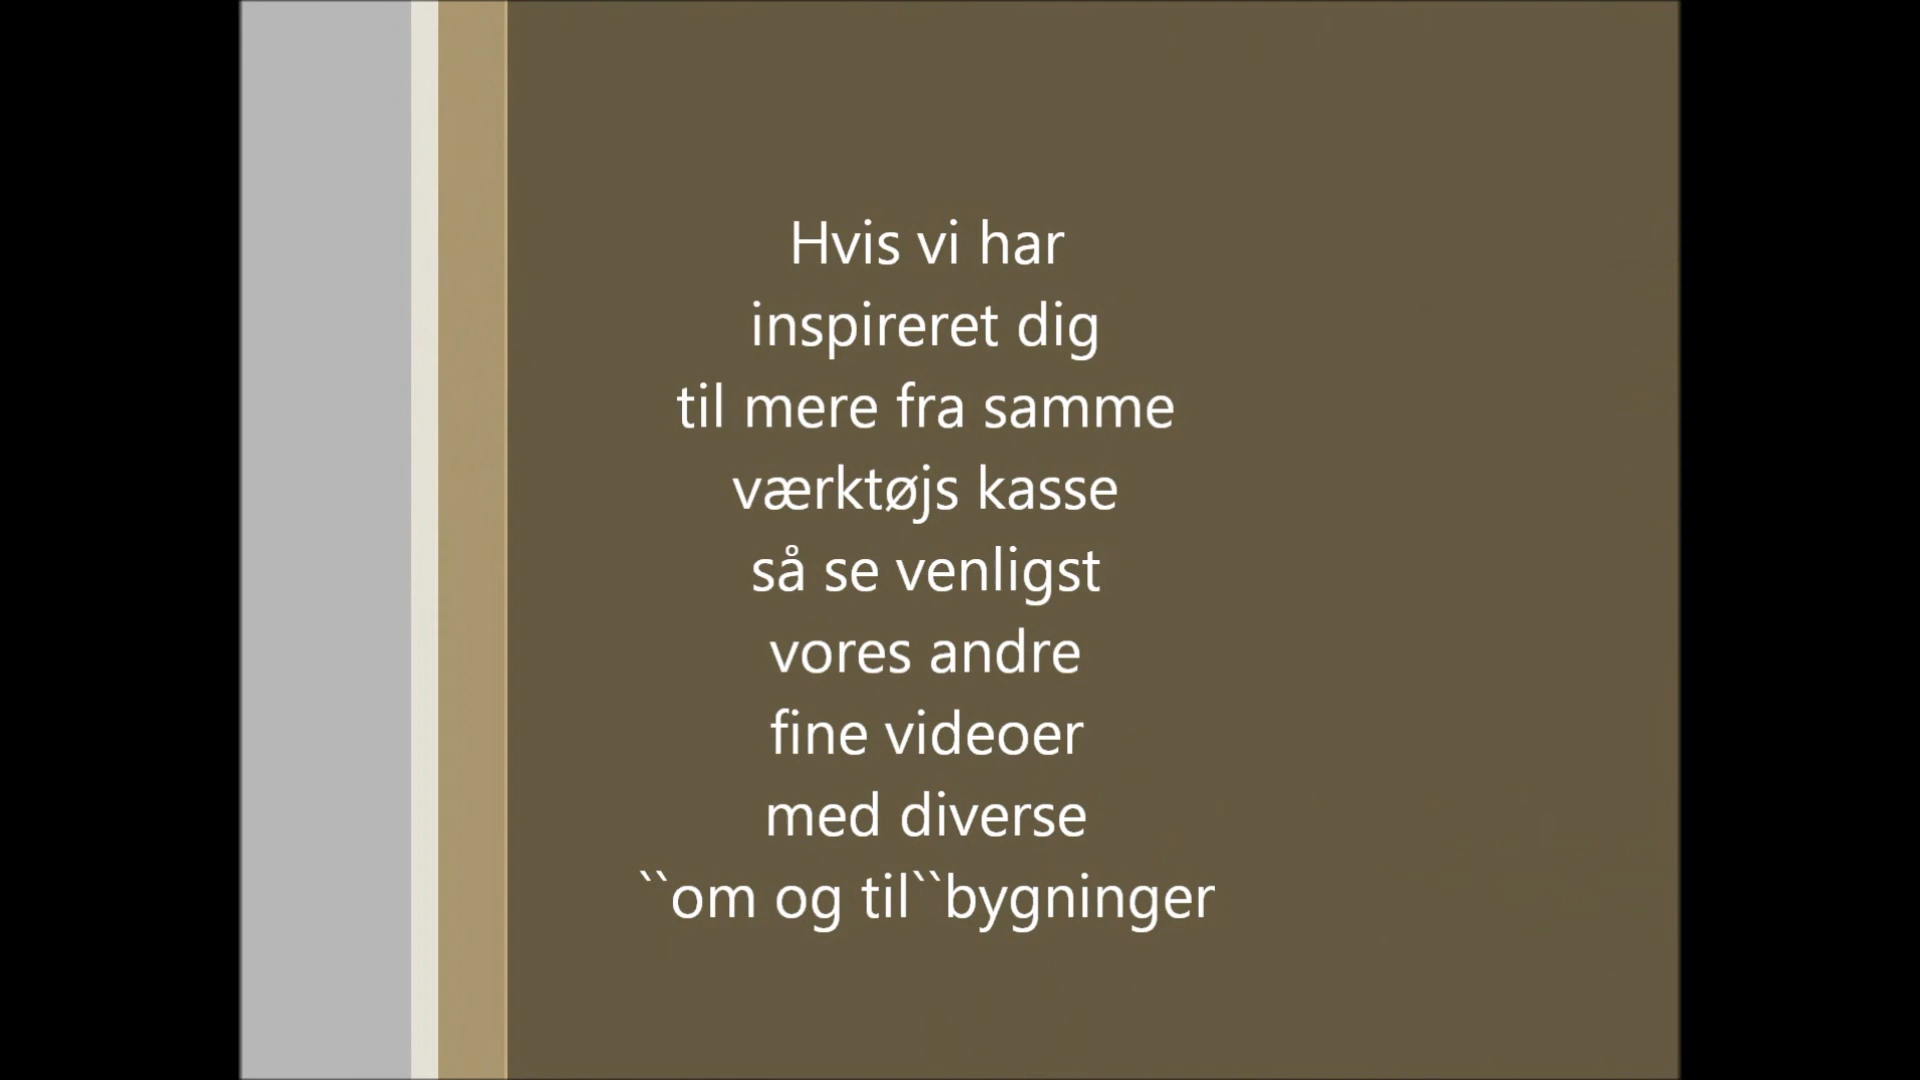 Hvis vi har
inspireret dig
til mere fra samme
værktøjs kasse
så se venligst
vores andre
fine videoer
med diverse
``om og til``bygninger